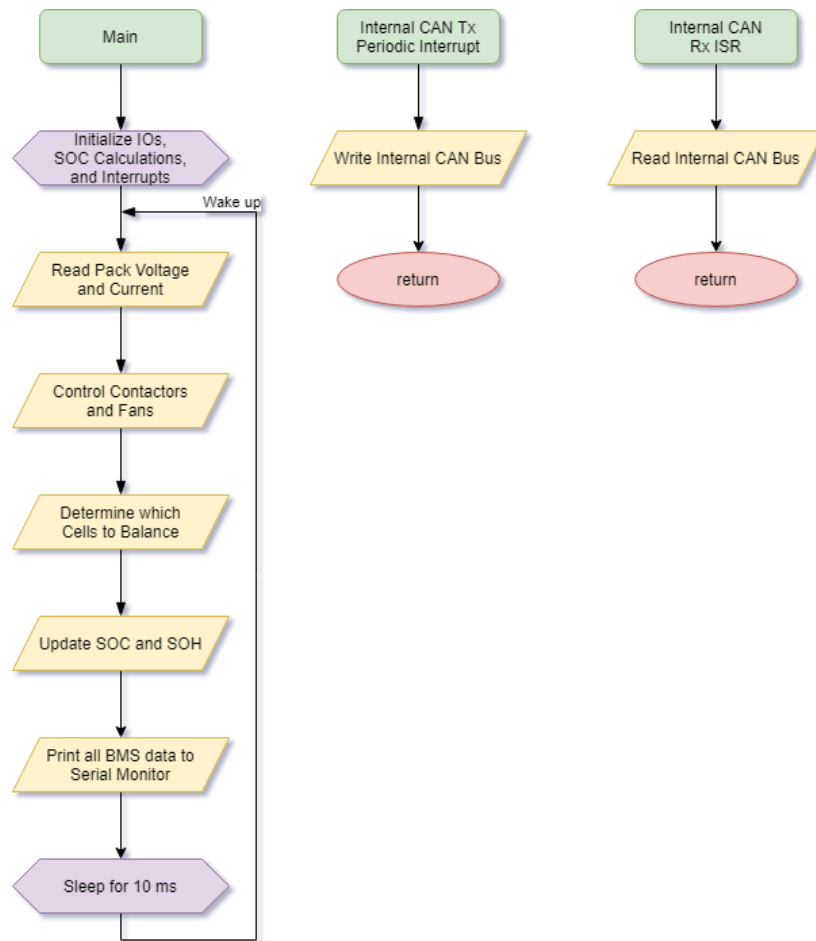 Main
Initialize IOs,
SOC Calculations,
and Interrupts
Wake up
Read Pack Voltage
and Current
Control Contactors
and Fans
Determine which
Cells to Balance
Update SOC and SOH
Print all BMS data to
Serial Monitor
Sleep for 10 ms
Internal CAN Tx
Periodic Interrupt
Write Internal CAN Bus
return
Internal CAN
Rx ISR
Read Internal CAN Bus
return